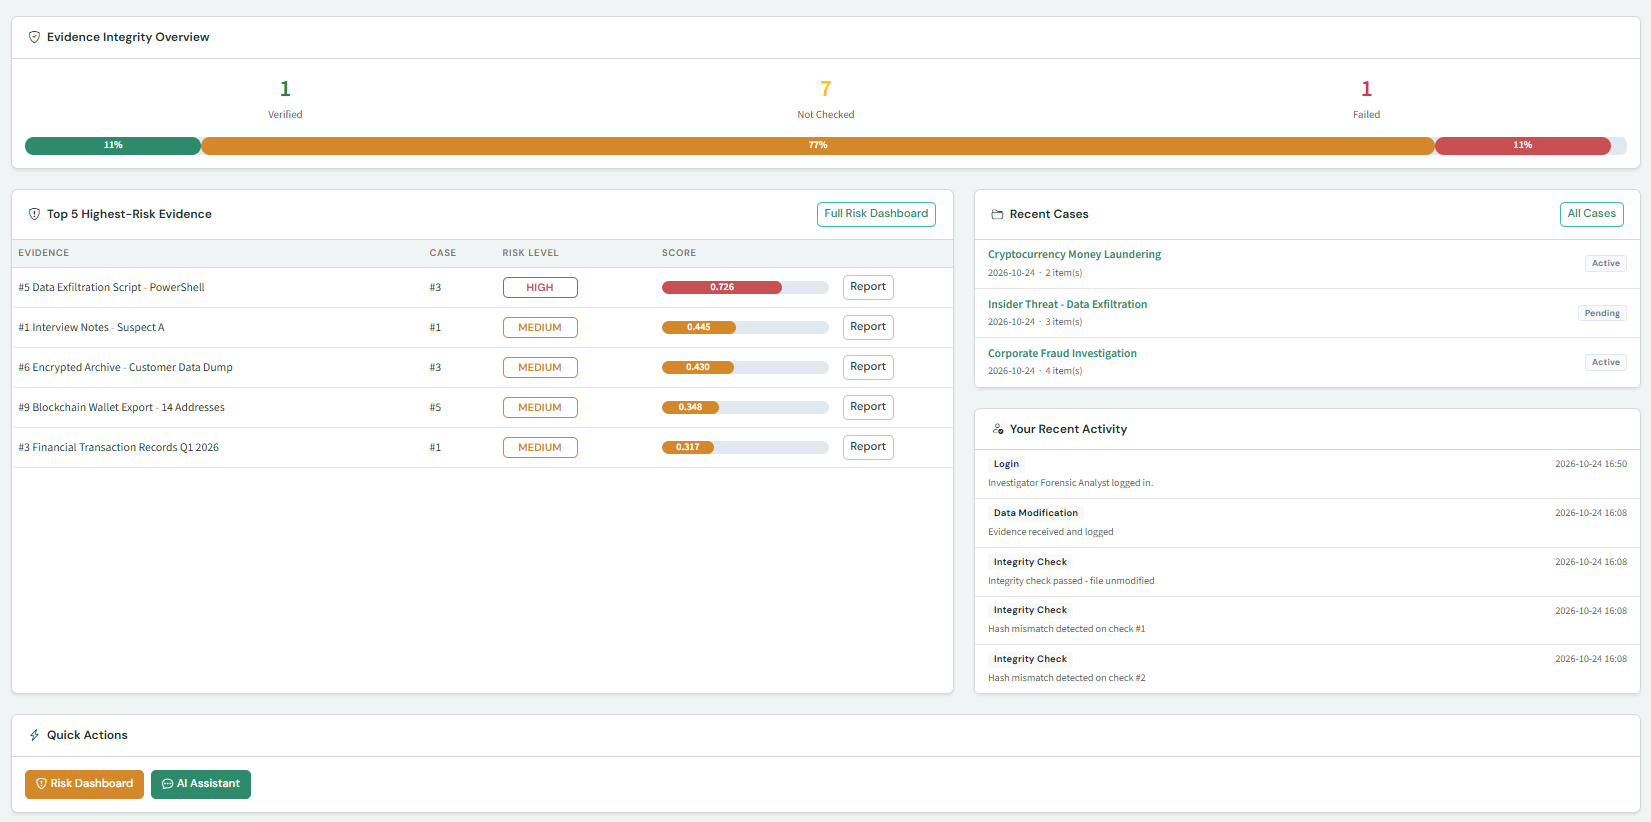 Evidence Integrity Overview
1
7
1
Verified
Not Checked
Failed
11%
77%
11%
Top 5 Highest-Risk Evidence
Full Risk Dashboard
EVIDENCE CASE RISK LEVEL SCORE
#5 Data Exfiltration Script - PowerShell #3 HIGH 0.726 Report
#1 Interview Notes - Suspect A #1 MEDIUM 0.445 Report
#6 Encrypted Archive - Customer Data Dump #3 MEDIUM 0.430 Report
#9 Blockchain Wallet Export - 14 Addresses #5 MEDIUM 0.348 Report
#3 Financial Transaction Records Q1 2026 #1 MEDIUM 0.317 Report
Recent Cases
All Cases
Cryptocurrency Money Laundering
2026-10-24 · 2 item(s)
Active
Insider Threat - Data Exfiltration
2026-10-24 · 3 item(s)
Pending
Corporate Fraud Investigation
2026-10-24 · 4 item(s)
Active
Your Recent Activity
Login 2026-10-24 16:50
Investigator Forensic Analyst logged in.
Data Modification 2026-10-24 16:08
Evidence received and logged
Integrity Check 2026-10-24 16:08
Integrity check passed - file unmodified
Integrity Check 2026-10-24 16:08
Hash mismatch detected on check #1
Integrity Check 2026-10-24 16:08
Hash mismatch detected on check #2
Quick Actions
Risk Dashboard
AI Assistant